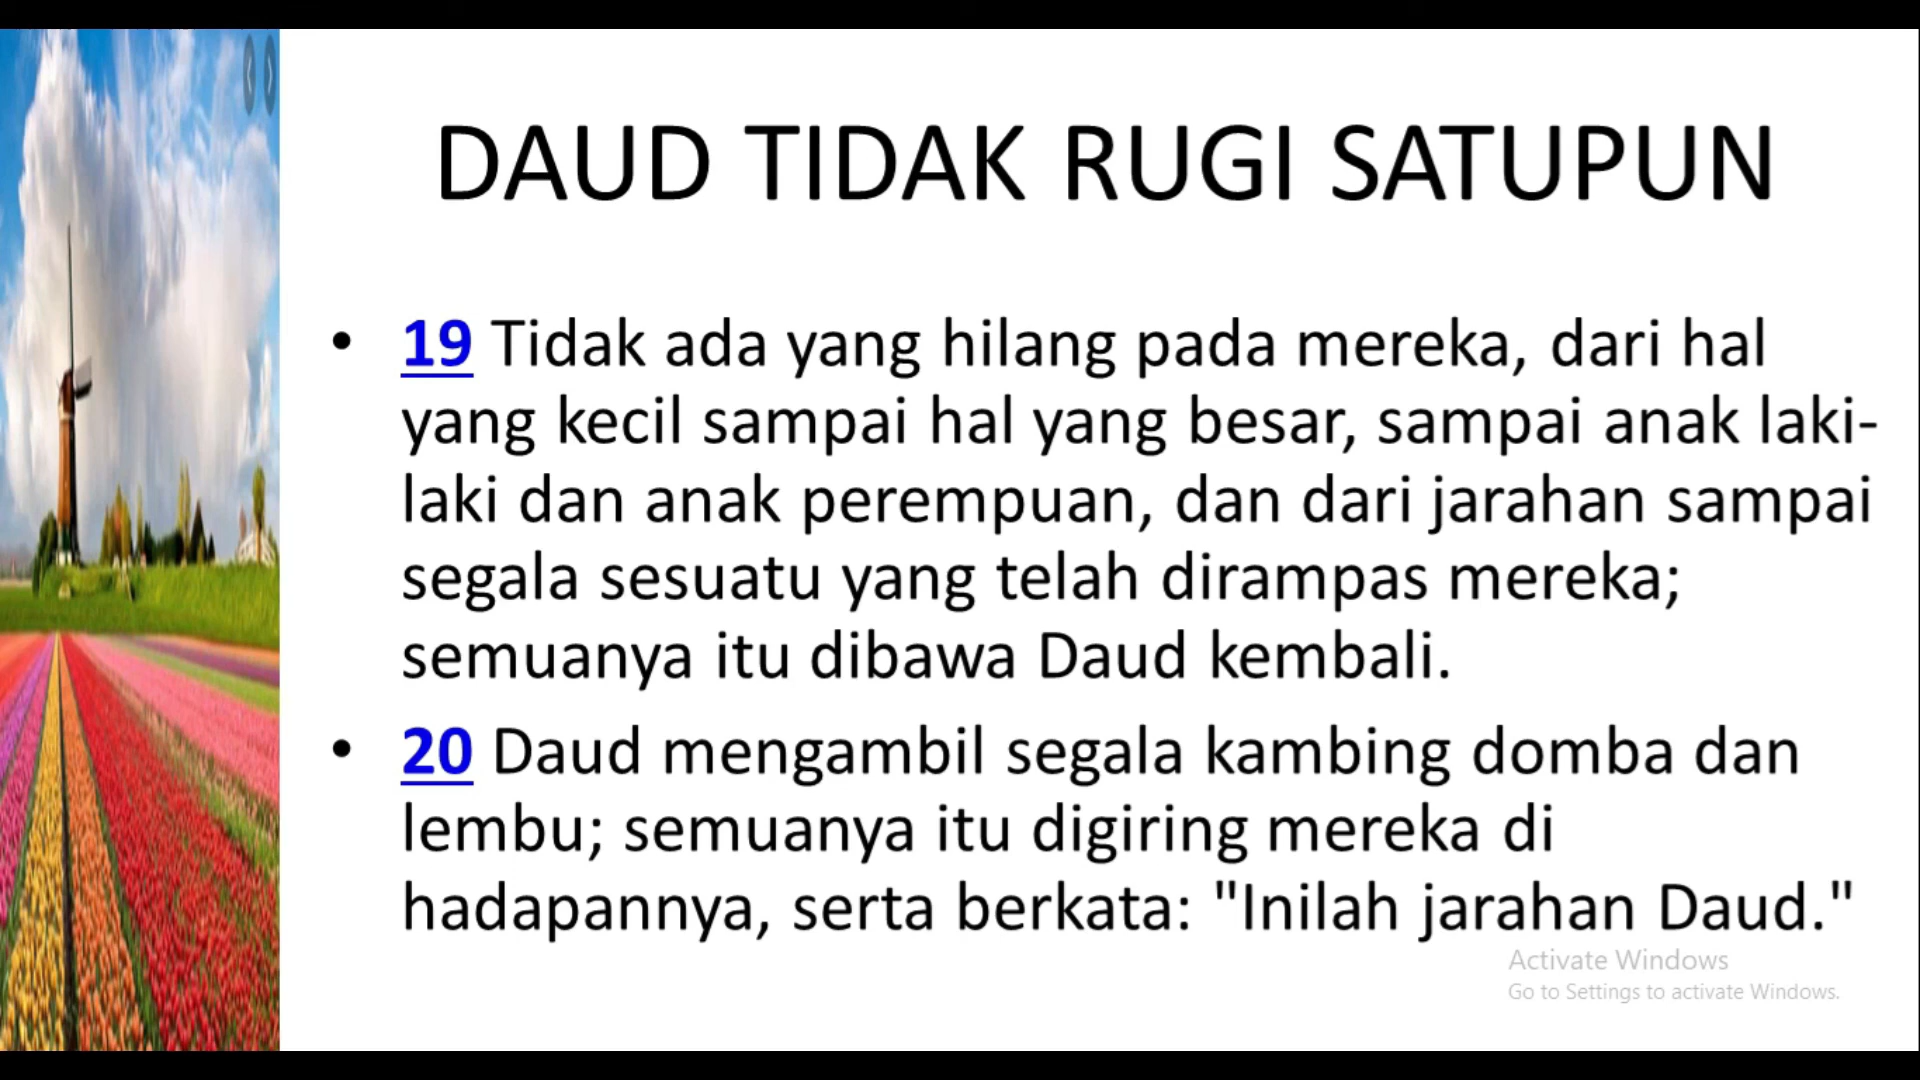 DAUD TIDAK RUGI SATUPUN
• 19 Tidak ada yang hilang pada mereka, dari hal
yang kecil sampai hal yang besar, sampai anak laki-
laki dan anak perempuan, dan dari jarahan sampai
segala sesuatu yang telah dirampas mereka;
semuanya itu dibawa Daud kembali.
• 20 Daud mengambil segala kambing domba dan
lembu; semuanya itu digiring mereka di
hadapannya, serta berkata: "Inilah jarahan Daud."
Activate Windows
Go to Settings to activate Windows.